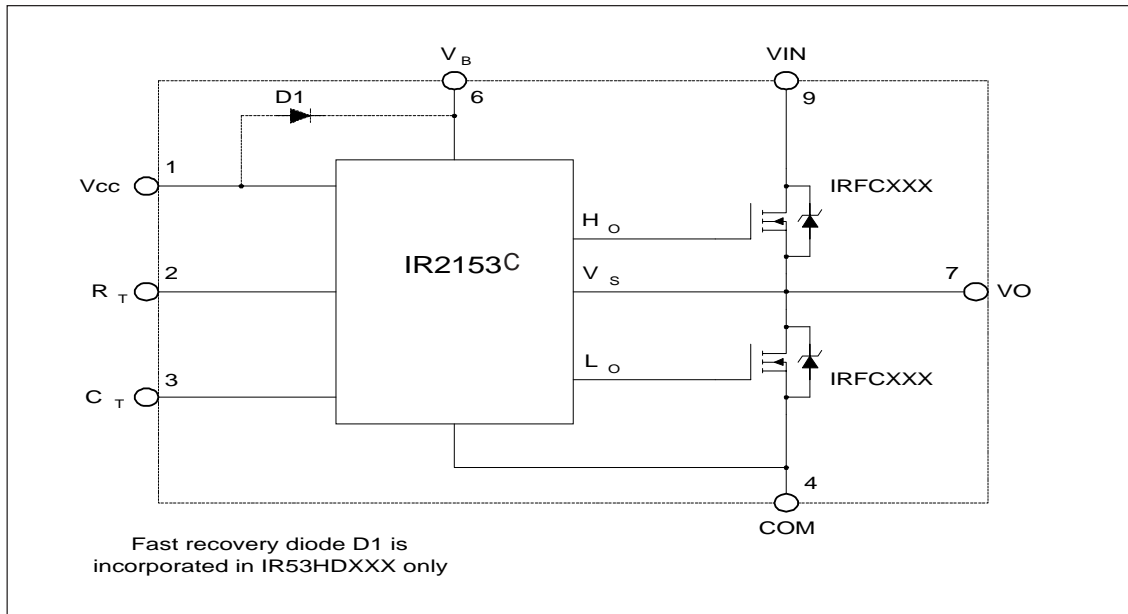 V B
VIN
6
9
D1
1
Vcc
IRFCXXX
H O
IR2153C
2
V S
7
R T
VO
L O
3
IRFCXXX
C T
4
COM
Fast recovery diode D1 is
incorporated in IR53HDXXX only